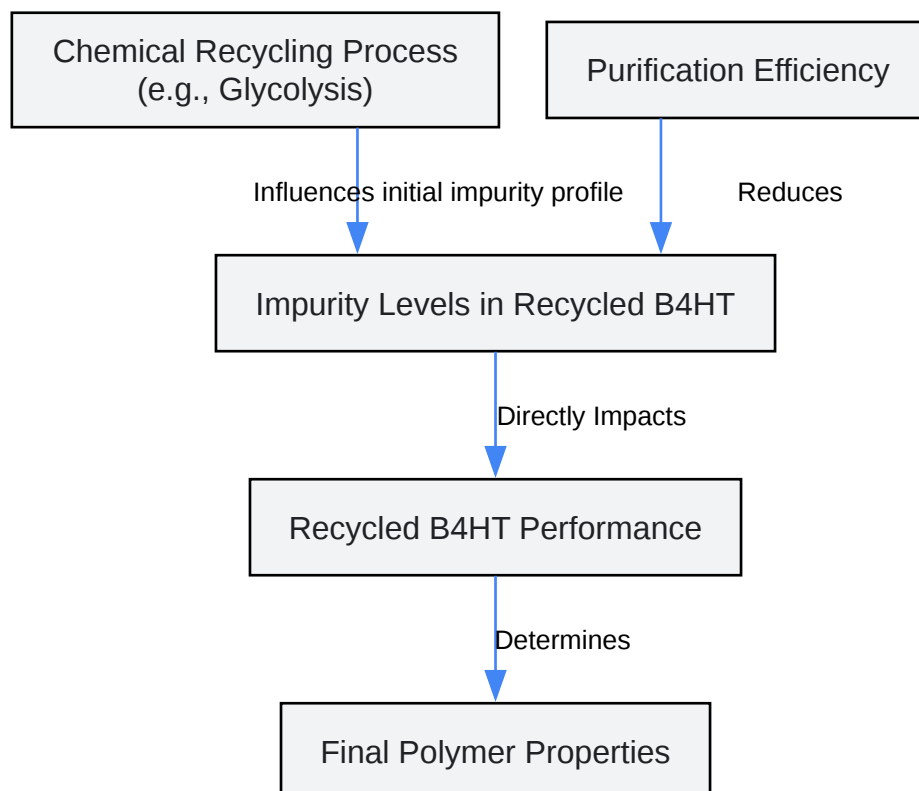 Chemical Recycling Process
(e.g., Glycolysis)
Purification Efficiency
Influences initial impurity profile
Reduces
Impurity Levels in Recycled B4HT
Directly Impacts
Recycled B4HT Performance
Determines
Final Polymer Properties